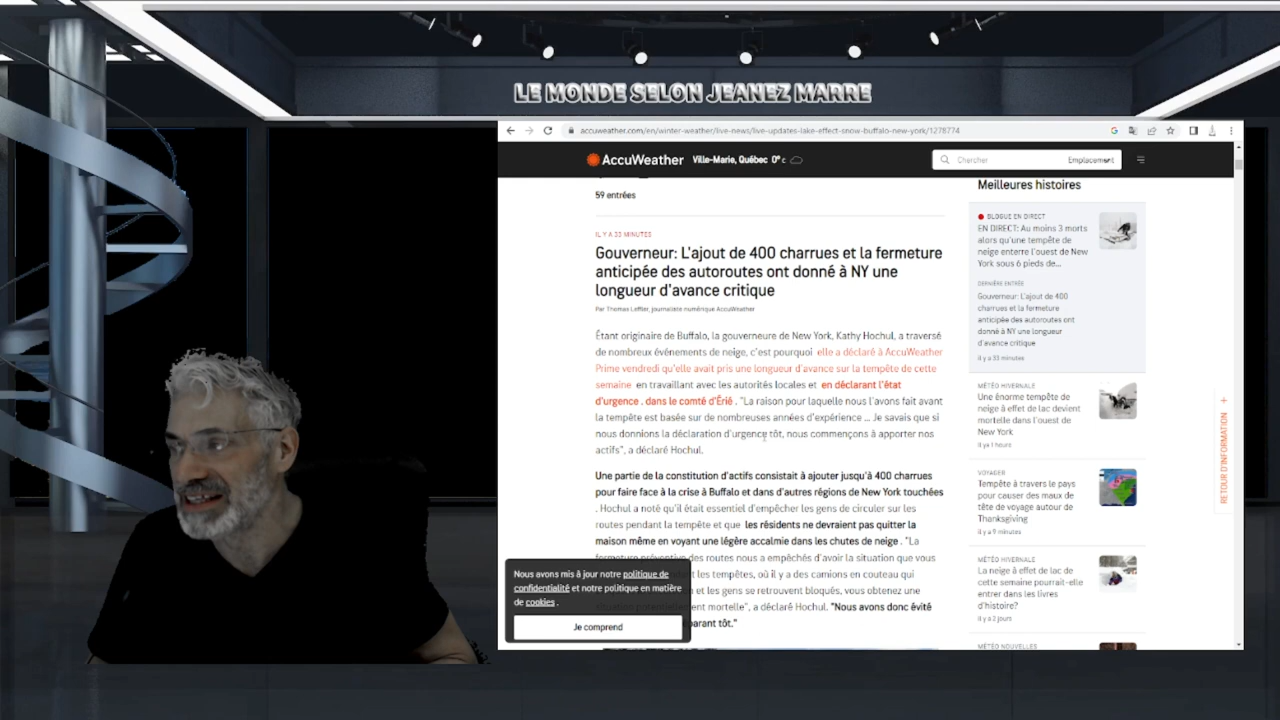 LE MONDE SELON JEANEZ MARRE
accuweather.com/en/winter-weather/live-news/live-updates-lake-effect-snow-buffalo-new-york/1278774
AccuWeather Ville-Marie, Québec 0° c
Chercher Emplacement
59 entrées
IL Y A 33 MINUTES
Gouverneur: L'ajout de 400 charrues et la fermeture
anticipée des autoroutes ont donné à NY une
longueur d'avance critique
Par Thomas Leffler, journaliste numérique AccuWeather
Étant originaire de Buffalo, la gouverneure de New York, Kathy Hochul, a traversé
de nombreux événements de neige, c'est pourquoi elle a déclaré à AccuWeather
Prime vendredi qu'elle avait pris une longueur d'avance sur la tempête de cette
semaine en travaillant avec les autorités locales et en déclarant l'état
d'urgence . dans le comté d'Érié . "La raison pour laquelle nous l'avons fait avant
la tempête est basée sur de nombreuses années d'expérience ... Je savais que si
nous donnions la déclaration d'urgence tôt, nous commençons à apporter nos
actifs", a déclaré Hochul.
Une partie de la constitution d'actifs consistait à ajouter jusqu'à 400 charrues
pour faire face à la crise à Buffalo et dans d'autres régions de New York touchées
. Hochul a noté qu'il était essentiel d'empêcher les gens de circuler sur les
routes pendant la tempête et que les résidents ne devraient pas quitter la
maison même en voyant une légère accalmie dans les chutes de neige . "La
fermeture préventive des routes nous a empêchés d'avoir la situation que vous
les tempêtes, où il y a des camions en couteau qui
et les gens se retrouvent bloqués, vous obtenez une
situation potentiellement mortelle", a déclaré Hochul. "Nous avons donc évité
parant tôt."
Nous avons mis à jour notre politique de
confidentialité et notre politique en matière
de cookies .
Je comprend
Meilleures histoires
BLOGUE EN DIRECT
EN DIRECT: Au moins 3 morts
alors qu'une tempête de
neige enterre l'ouest de New
York sous 6 pieds de...
DERNIÈRE ENTRÉE
Gouverneur: L'ajout de 400
charrues et la fermeture
anticipée des autoroutes ont
donné à NY une longueur
d'avance critique
il y a 33 minutes
MÉTÉO HIVERNALE
Une énorme tempête de
neige à effet de lac devient
mortelle dans l'ouest de
New York
il y a 1 hours
VOYAGER
Tempête à travers le pays
pour causer des maux de
tête de voyage autour de
Thanksgiving
il y a 9 minutes
MÉTÉO HIVERNALE
La neige à effet de lac de
cette semaine pourrait-elle
entrer dans les livres
d'histoire?
il y a 2 jours
MÉTÉO NOUVELLES
RETOUR D'INFORMATION +